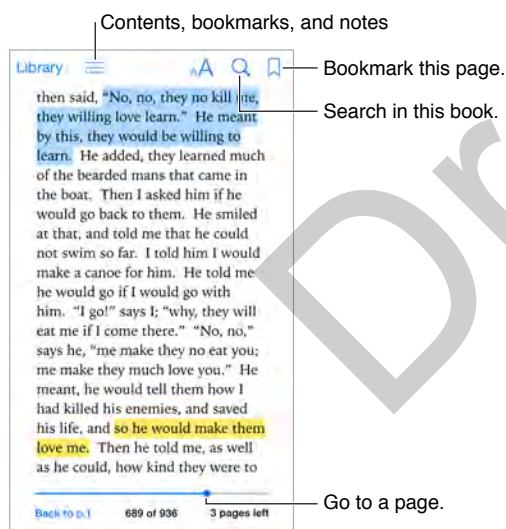 Contents, bookmarks, and notes
Library AA
Bookmark this page.
Search in this book.
then said, “No, no, they no kill me,
they willing love learn.” He meant
by this, they would be willing to
learn. He added, they learned much
of the bearded mans that came in
the boat. Then I asked him if he
would go back to them. He smiled
at that, and told me that he could
not swim so far. I told him I would
make a canoe for him. He told me
he would go if I would go with
him. “I go!” says I; “why, they will
eat me if I come there.” “No, no,”
says he, “me make they no eat you;
me make they much love you.” He
meant, he would tell them how I
had killed his enemies, and saved
his life, and so he would make them
love me. Then he told me, as well
as he could, how kind they were to
Go to a page.
Back to p.1 689 of 936 3 pages left
Dr